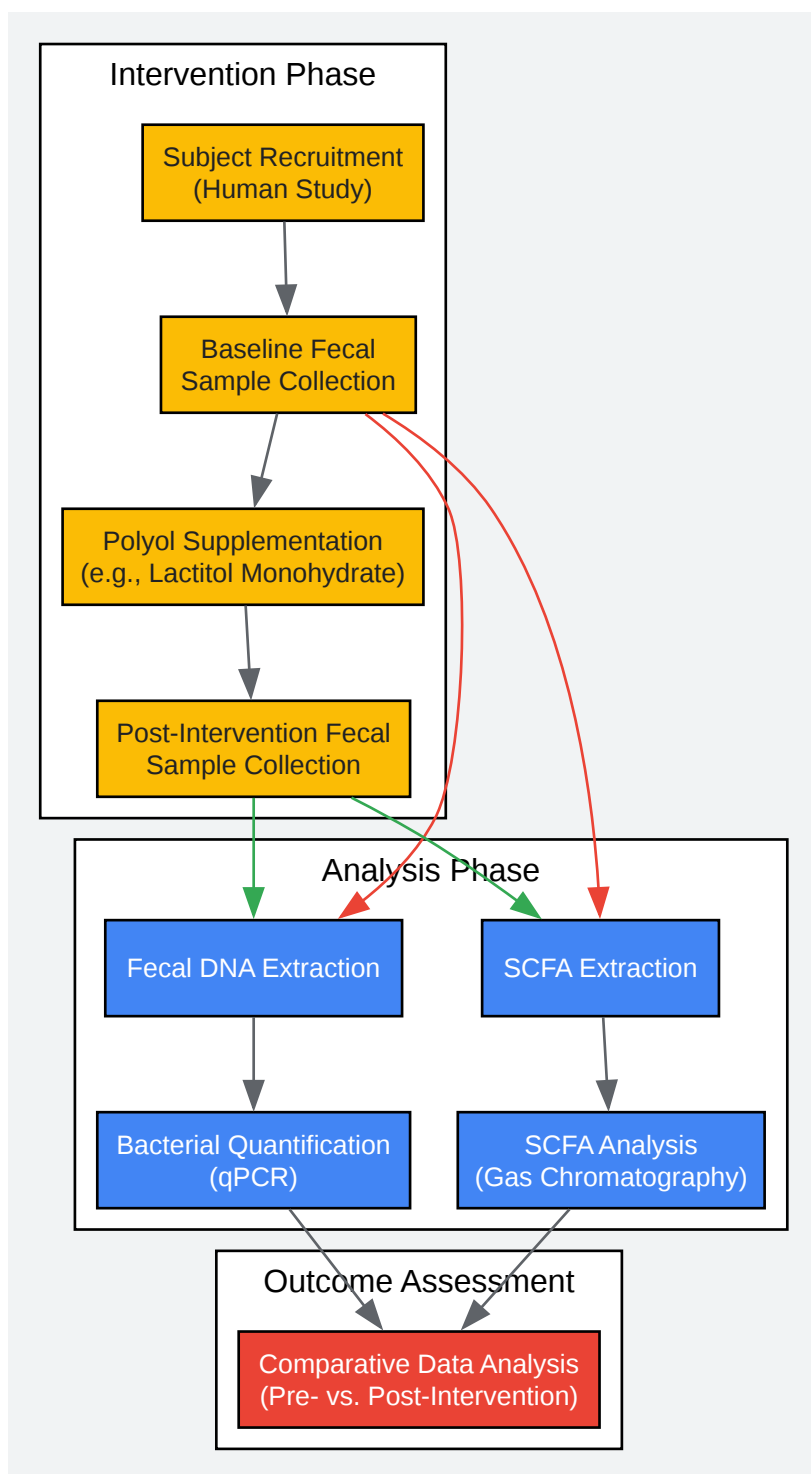 Intervention Phase
Subject Recruitment
(Human Study)
Baseline Fecal
Sample Collection
Polyol Supplementation
(e.g., Lactitol Monohydrate)
Post-Intervention Fecal
Sample Collection
Analysis Phase
Fecal DNA Extraction
SCFA Extraction
Bacterial Quantification
(qPCR)
SCFA Analysis
(Gas Chromatography)
Outcome Assessment
Comparative Data Analysis
(Pre- vs. Post-Intervention)